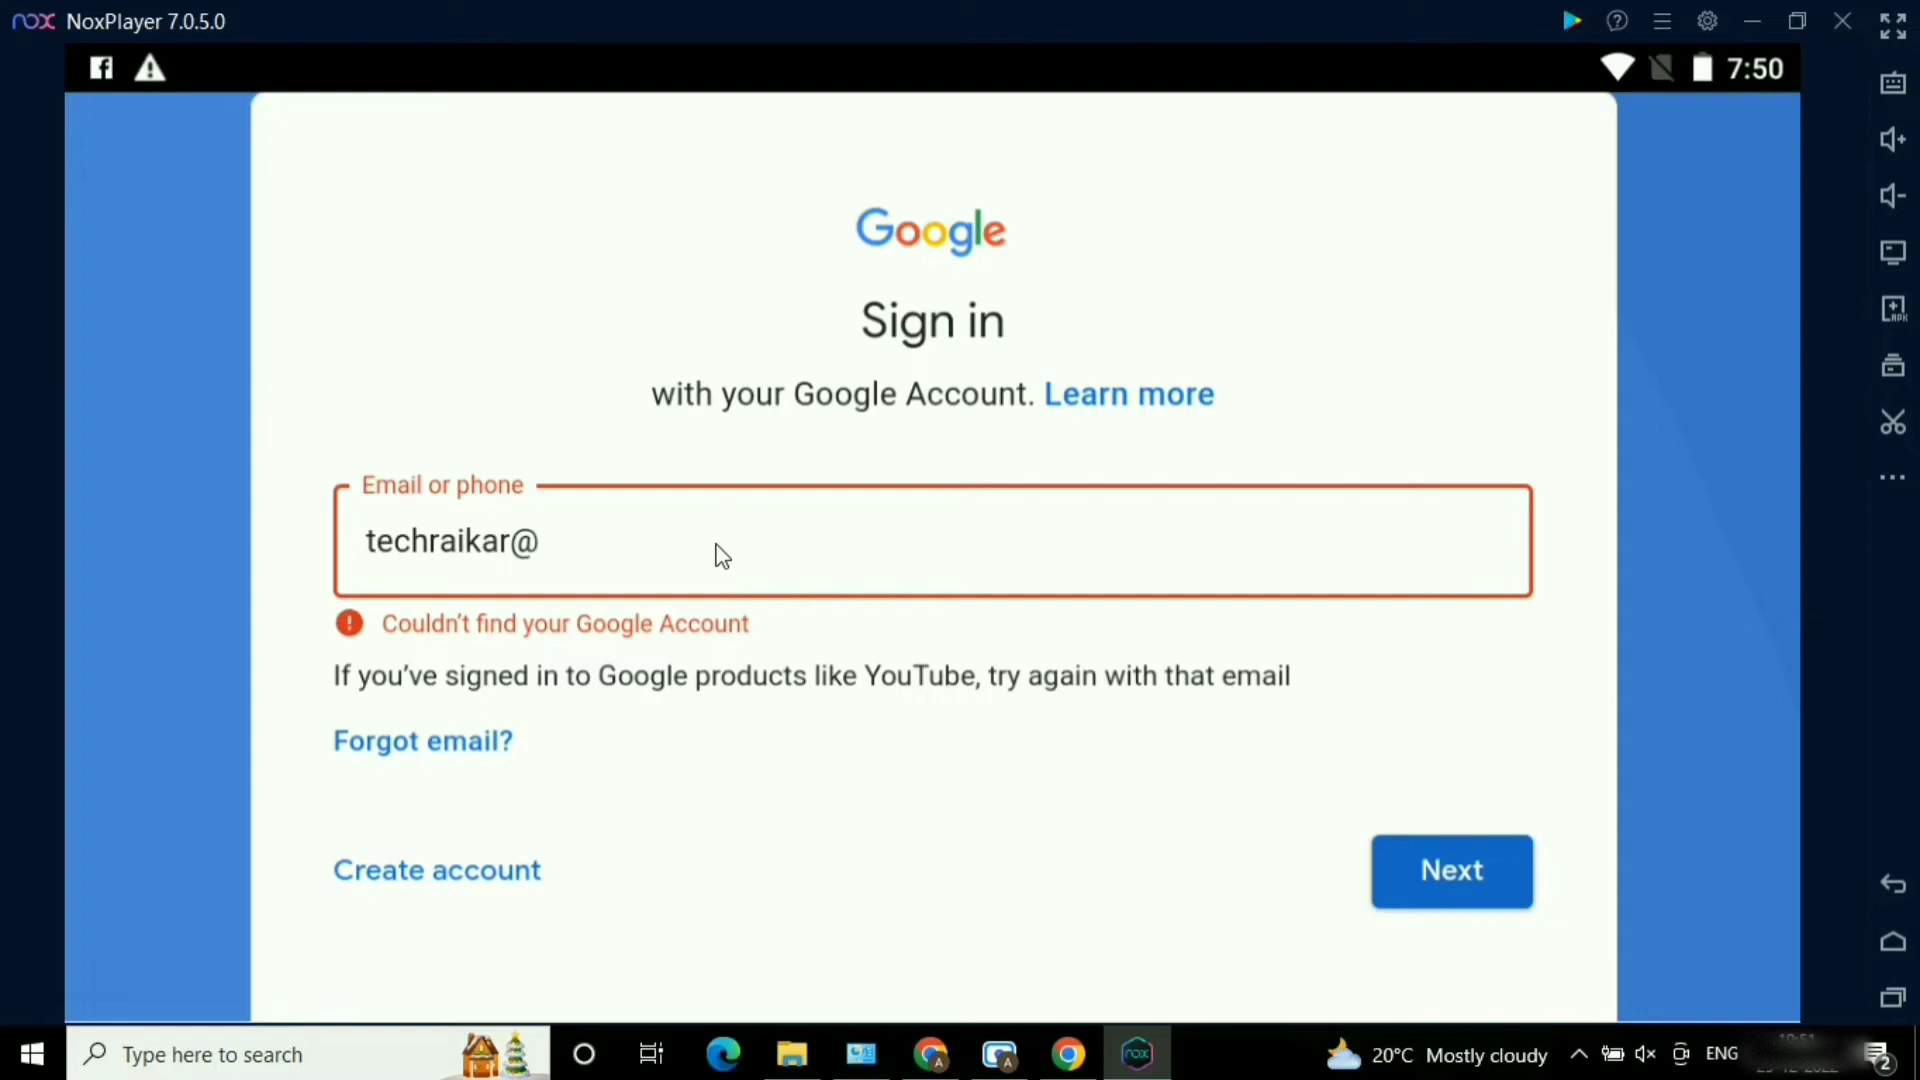 nox NoxPlayer 7.0.5.0
7:50
Google
Sign in
with your Google Account. Learn more
Email or phone
techraikar@
Couldn't find your Google Account
If you've signed in to Google products like YouTube, try again with that email
Forgot email?
Create account
Next
Type here to search
20°C Mostly cloudy
ENG
2